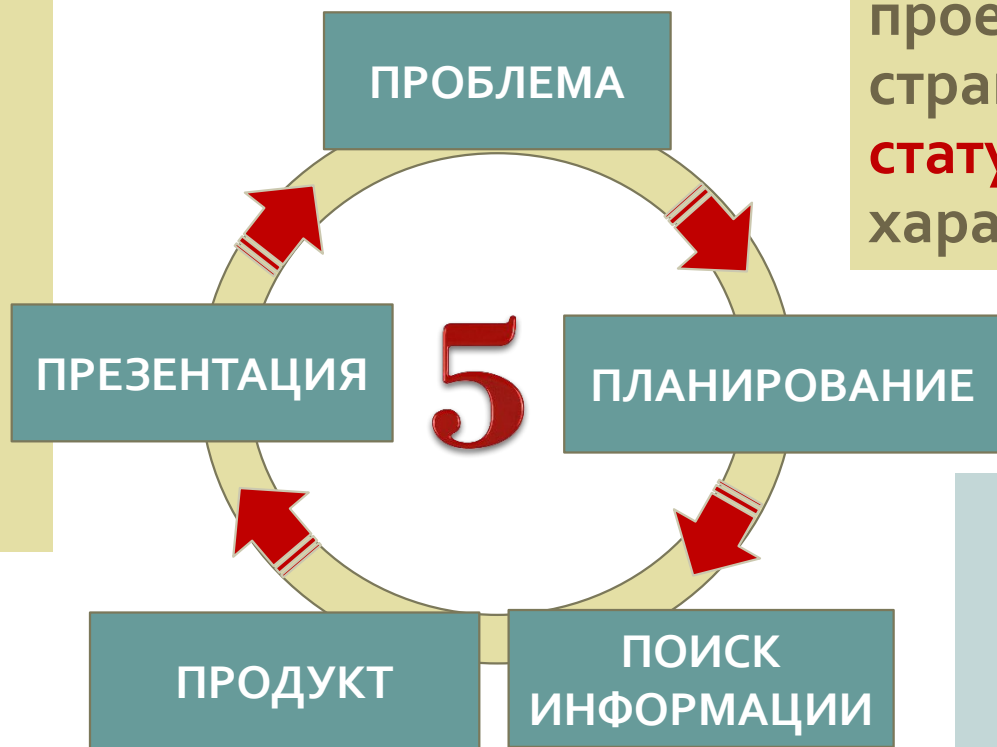 ПРОБЛЕМА
ПРЕЗЕНТАЦИЯ
5
ПЛАНИРОВАНИЕ
ПРОДУКТ
ПОИСК
ИНФОРМАЦИИ